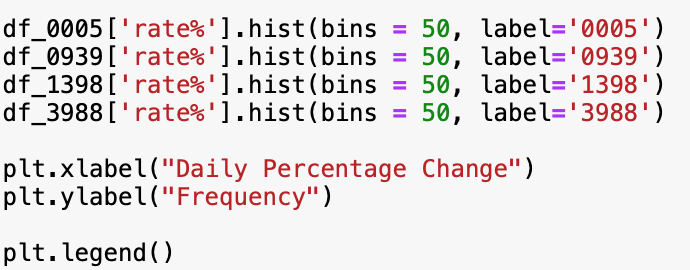 df_0005['rate%'].hist(bins = 50, label='0005')
df_0939['rate%'].hist(bins = 50, label='0939')
df_1398['rate%'].hist(bins = 50, label='1398')
df_3988['rate%'].hist(bins = 50, label='3988')
plt.xlabel("Daily Percentage Change")
plt.ylabel("Frequency")
plt.legend()